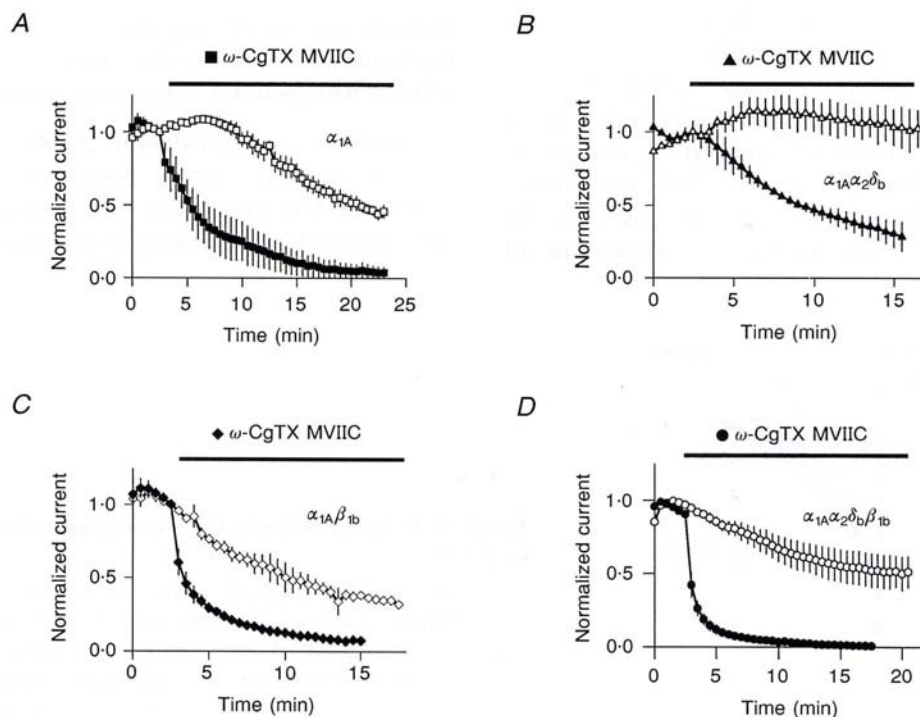 A
■ ω-CgTX MVIIC
Normalized current
1·0
0·5
0·0
α1A
0 5 10 15 20 25
Time (min)
B
▲ ω-CgTX MVIIC
Normalized current
1·0
0·5
0·0
α1Aα2δb
0 5 10 15
Time (min)
C
◆ ω-CgTX MVIIC
Normalized current
1·0
0·5
0·0
α1Aβ1b
0 5 10 15
Time (min)
D
● ω-CgTX MVIIC
Normalized current
1·0
0·5
0·0
α1Aα2δbβ1b
0 5 10 15 20
Time (min)